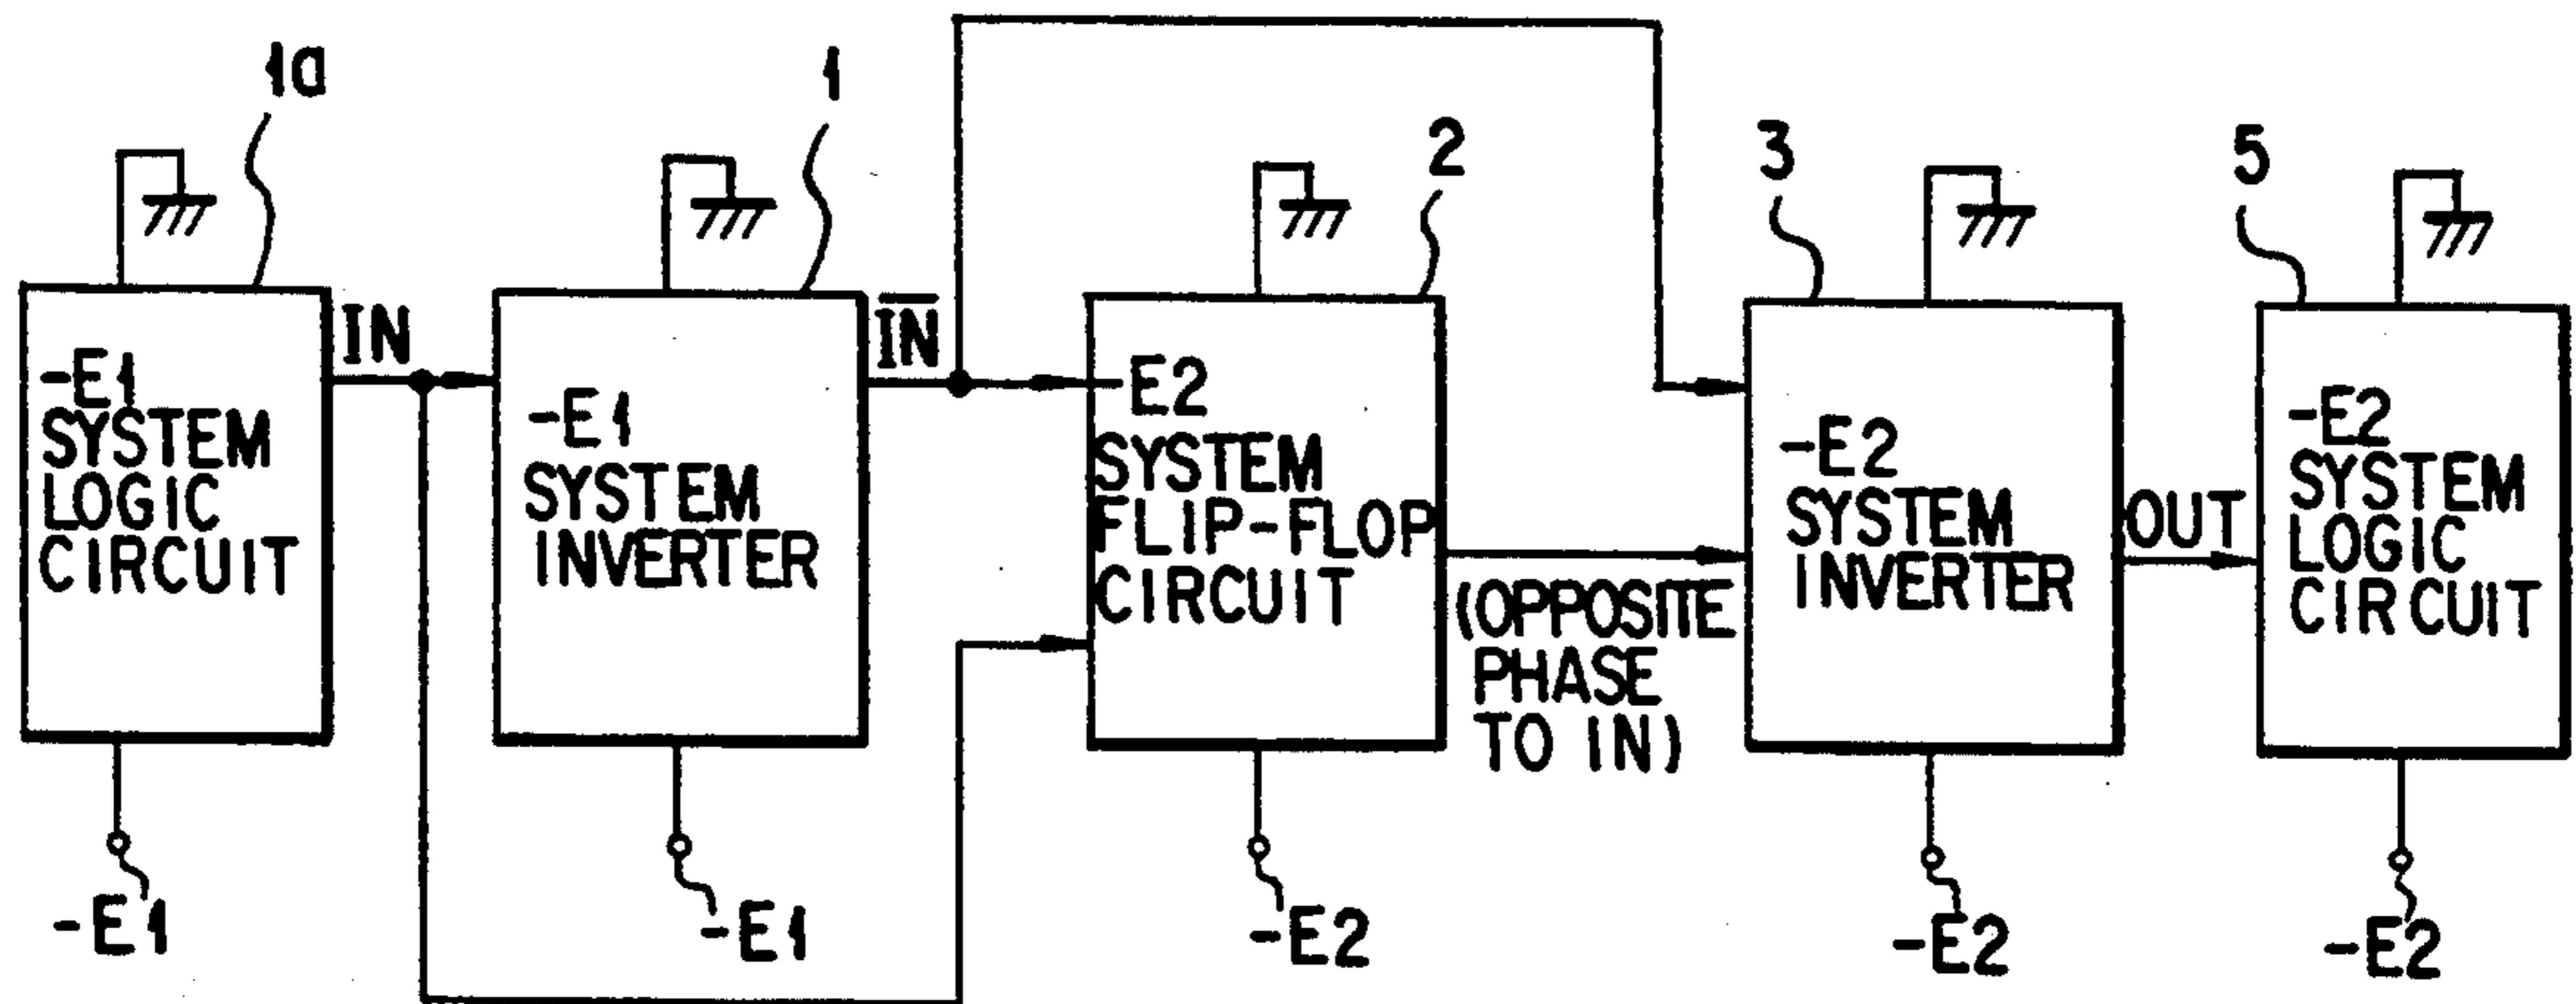 1a
1
2
3
5
-E1
SYSTEM
LOGIC
CIRCUIT
IN
-E1
SYSTEM
INVERTER
I̅N̅
-E2
SYSTEM
FLIP-FLOP
CIRCUIT
(OPPOSITE
PHASE
TO IN)
-E2
SYSTEM
INVERTER
OUT
-E2
SYSTEM
LOGIC
CIRCUIT
-E1
-E1
-E2
-E2
-E2